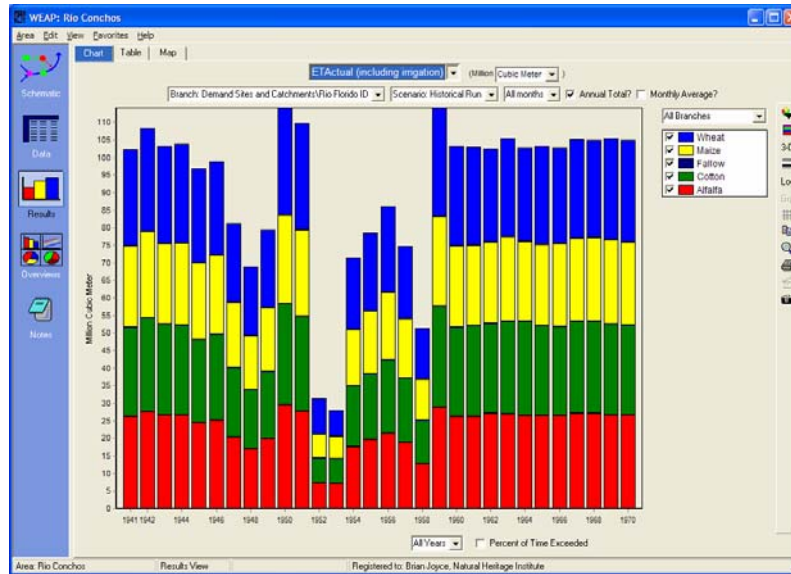 WEAP: Rio Conchos
Area Edit View Favorites Help
Chart Table Map
Schematic
Data
Results
Overviews
Notes
ETActual (including irrigation) (Million Cubic Meter )
Branch: Demand Sites and Catchments\Rio Florido ID Scenario: Historical Run All months Annual Total? Monthly Average?
All Branches
Wheat
Maize
Fallow
Cotton
Alfalfa
3-D
Million Cubic Meter
110
105
100
95
90
85
80
75
70
65
60
55
50
45
40
35
30
25
20
15
10
5
0
1941 1942 1944 1946 1948 1950 1952 1954 1956 1958 1960 1962 1964 1966 1968 1970
All Years Percent of Time Exceeded
Area: Rio Conchos Results View Registered to: Brian Joyce, Natural Heritage Institute